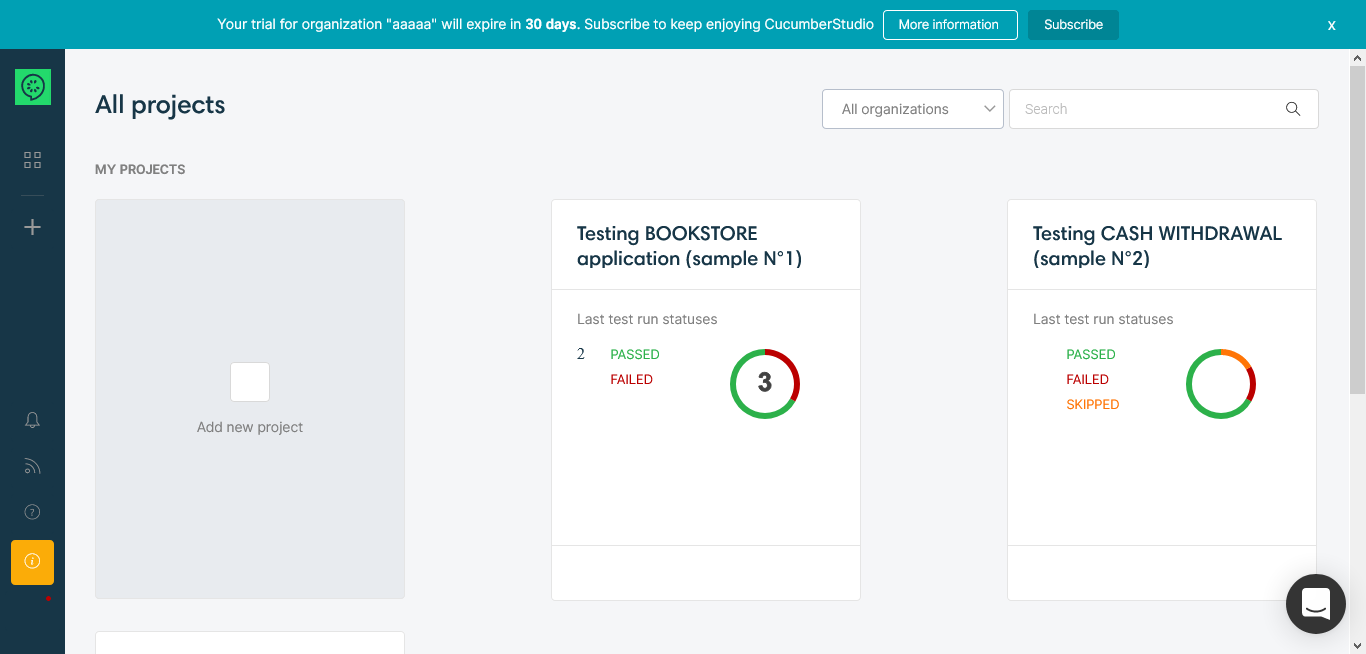 Your trial for organization "aaaaa" will expire in 30 days. Subscribe to keep enjoying CucumberStudio More information Subscribe x
All projects All organizations Search
MY PROJECTS
Add new project
Testing BOOKSTORE
application (sample N°1)
Last test run statuses
2 PASSED
FAILED
3
Testing CASH WITHDRAWAL
(sample N°2)
Last test run statuses
PASSED
FAILED
SKIPPED